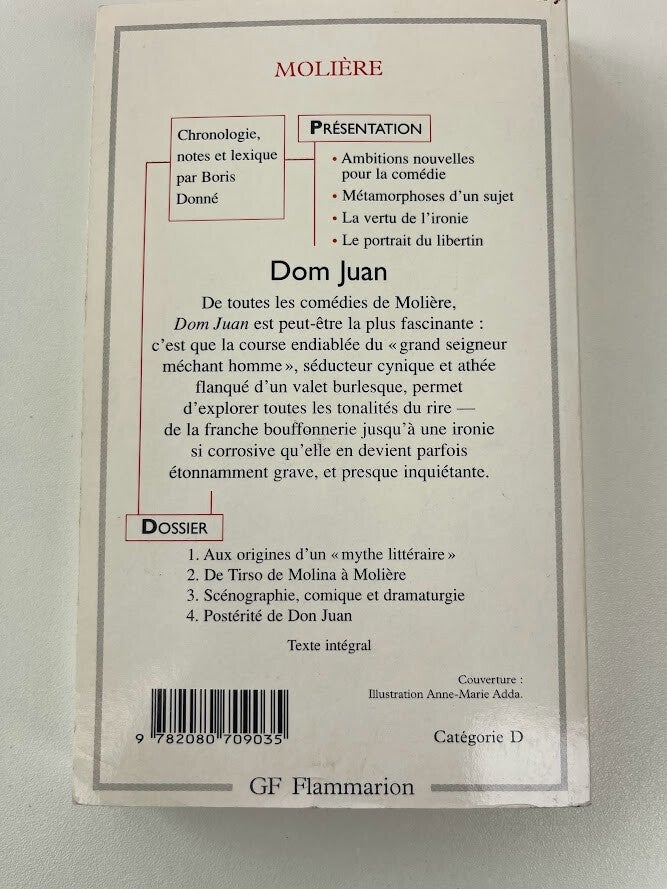 MOLIÈRE
Chronologie,
notes et lexique
par Boris
Donné
PRÉSENTATION
• Ambitions nouvelles
pour la comédie
• Métamorphoses d'un sujet
• La vertu de l'ironie
• Le portrait du libertin
Dom Juan
De toutes les comédies de Molière,
Dom Juan est peut-être la plus fascinante :
c'est que la course endiablée du « grand seigneur
méchant homme », séducteur cynique et athée
flanqué d'un valet burlesque, permet
d'explorer toutes les tonalités du rire —
de la franche bouffonnerie jusqu'à une ironie
si corrosive qu'elle en devient parfois
étonnamment grave, et presque inquiétante.
DOSSIER
1. Aux origines d'un « mythe littéraire »
2. De Tirso de Molina à Molière
3. Scénographie, comique et dramaturgie
4. Postérité de Don Juan
Texte intégral
Couverture :
Illustration Anne-Marie Adda.
9 782080 709035
Catégorie D
GF Flammarion